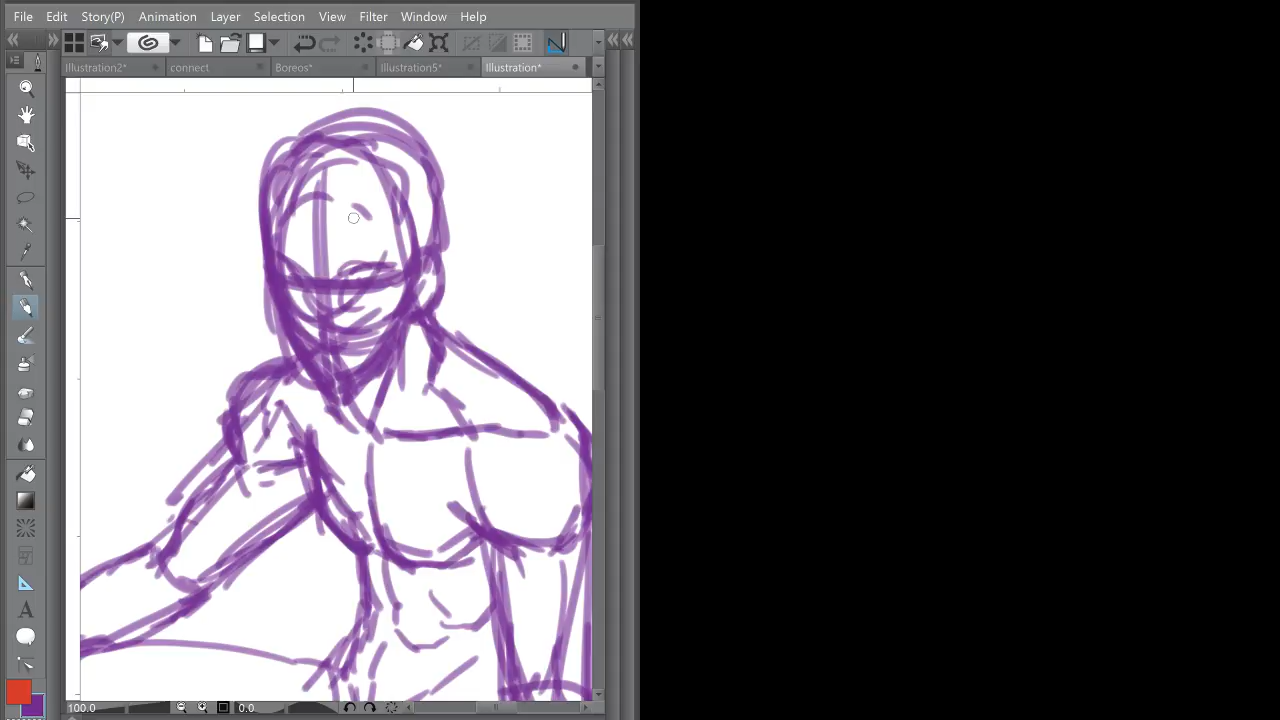 File Edit Story(P) Animation Layer Selection View Filter Window Help
Illustration2* connect Boreos* Illustration5* Illustration*
A
100.0 0.0